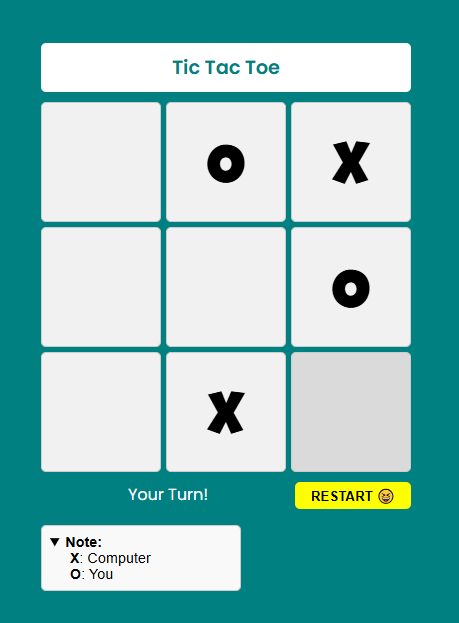 Tic Tac Toe
O X
O
X
Your Turn!
RESTART 😆
▼ Note:
X: Computer
O: You